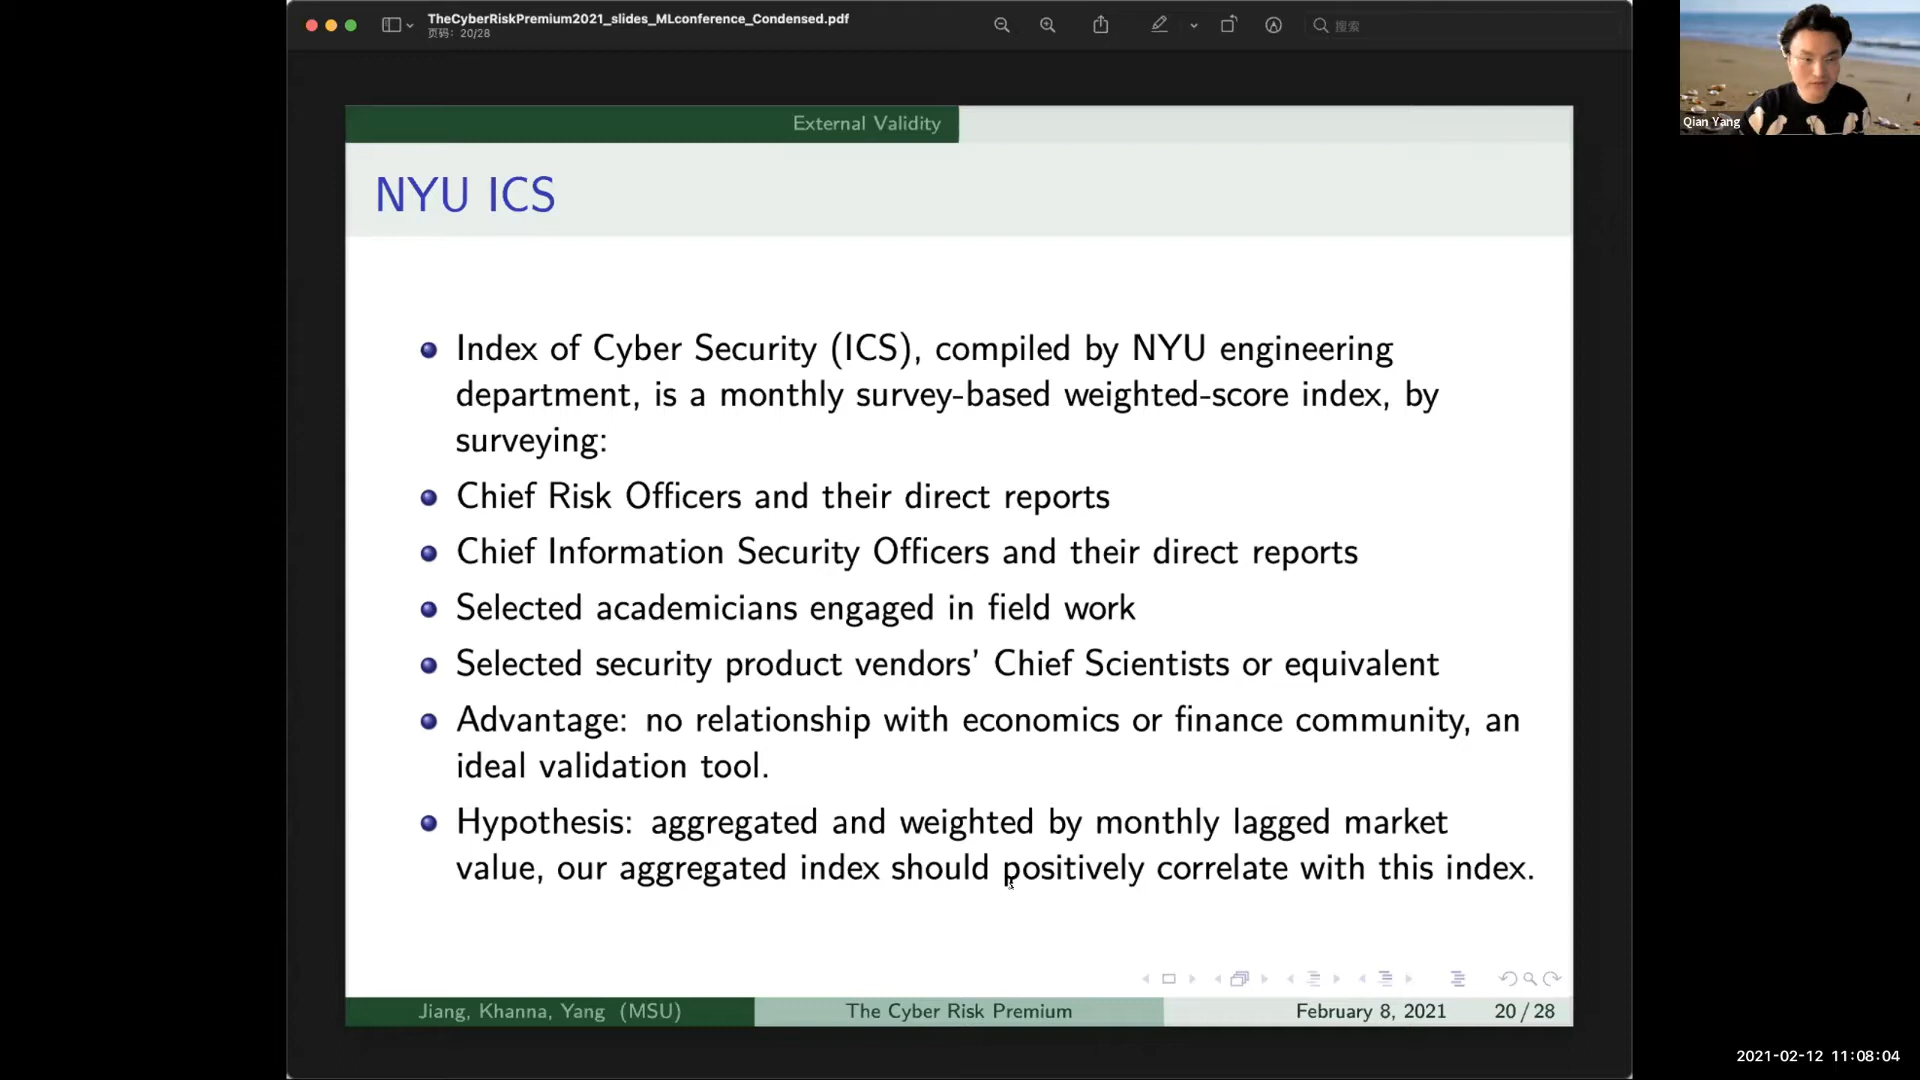 TheCyberRiskPremium2021_slides_MLconference_Condensed.pdf
页码: 20/28
搜索
Qian Yang
External Validity
NYU ICS
Index of Cyber Security (ICS), compiled by NYU engineering
department, is a monthly survey-based weighted-score index, by
surveying:
Chief Risk Officers and their direct reports
Chief Information Security Officers and their direct reports
Selected academicians engaged in field work
Selected security product vendors' Chief Scientists or equivalent
Advantage: no relationship with economics or finance community, an
ideal validation tool.
Hypothesis: aggregated and weighted by monthly lagged market
value, our aggregated index should positively correlate with this index.
Jiang, Khanna, Yang (MSU)
The Cyber Risk Premium
February 8, 2021
20 / 28
2021-02-12 11:08:04